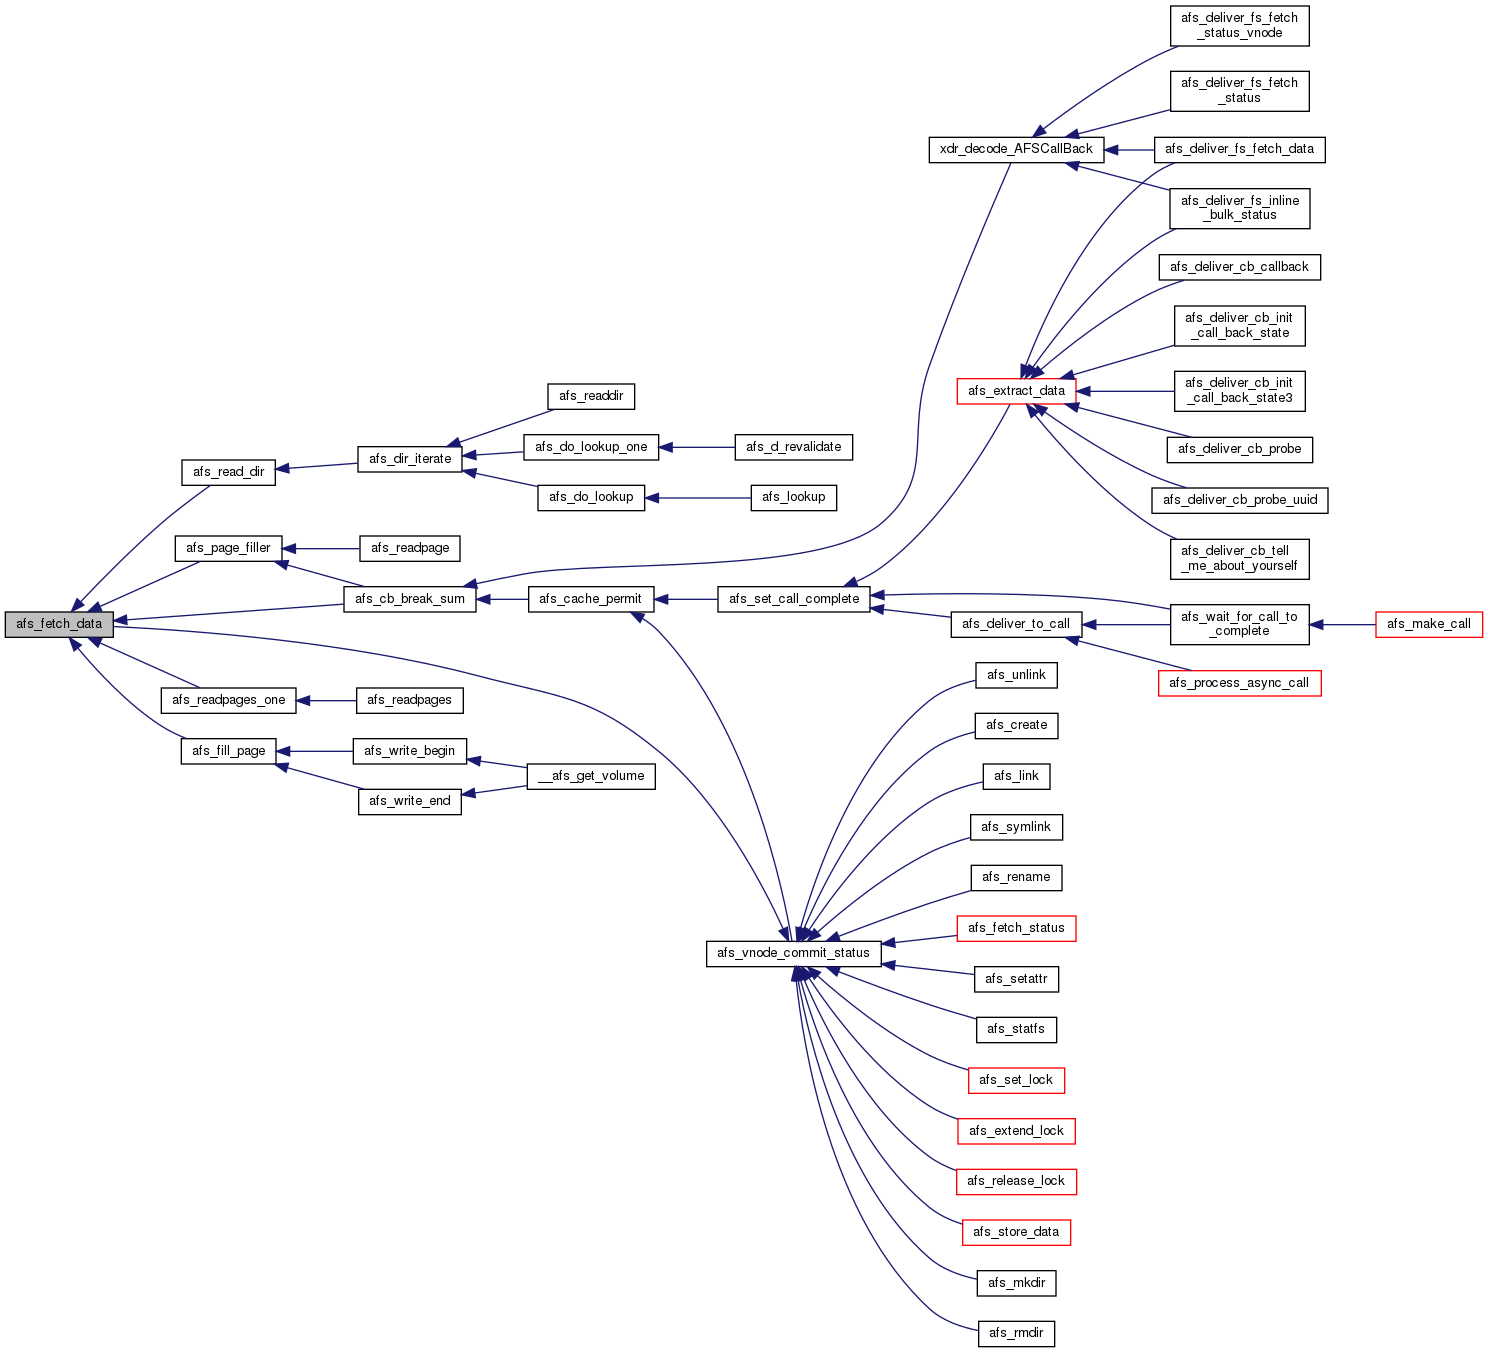 afs_deliver_fs_fetch
_status_vnode
afs_deliver_fs_fetch
_status
xdr_decode_AFSCallBack
afs_deliver_fs_fetch_data
afs_deliver_fs_inline
_bulk_status
afs_deliver_cb_callback
afs_deliver_cb_init
_call_back_state
afs_extract_data
afs_deliver_cb_init
_call_back_state3
afs_readdir
afs_do_lookup_one
afs_d_revalidate
afs_deliver_cb_probe
afs_dir_iterate
afs_read_dir
afs_do_lookup
afs_lookup
afs_deliver_cb_probe_uuid
afs_page_filler
afs_readpage
afs_deliver_cb_tell
_me_about_yourself
afs_cb_break_sum
afs_cache_permit
afs_set_call_complete
afs_fetch_data
afs_deliver_to_call
afs_wait_for_call_to
_complete
afs_make_call
afs_unlink
afs_process_async_call
afs_readpages_one
afs_readpages
afs_create
afs_fill_page
afs_write_begin
__afs_get_volume
afs_link
afs_write_end
afs_symlink
afs_rename
afs_fetch_status
afs_vnode_commit_status
afs_setattr
afs_statfs
afs_set_lock
afs_extend_lock
afs_release_lock
afs_store_data
afs_mkdir
afs_rmdir